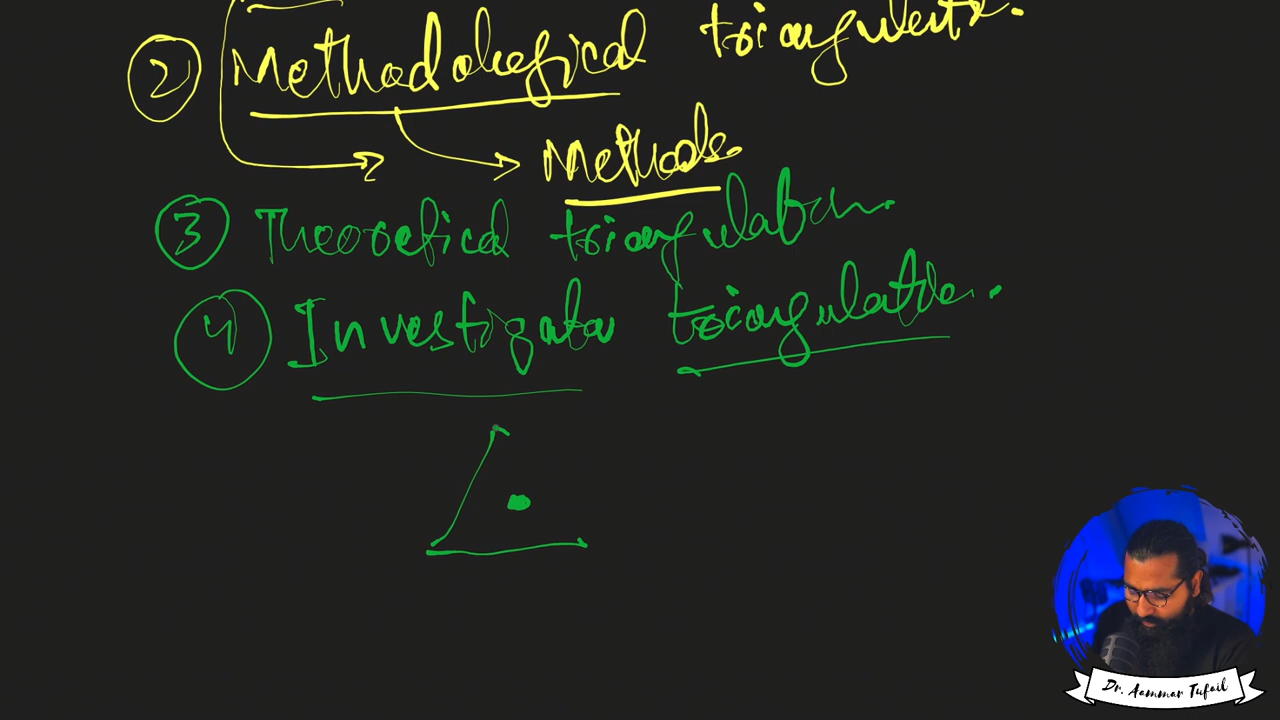 2 Methodological triangulation.
Methods.
3 Theoretical triangulation.
4 Investigator triangulation.
Dr. Aammar Tufail